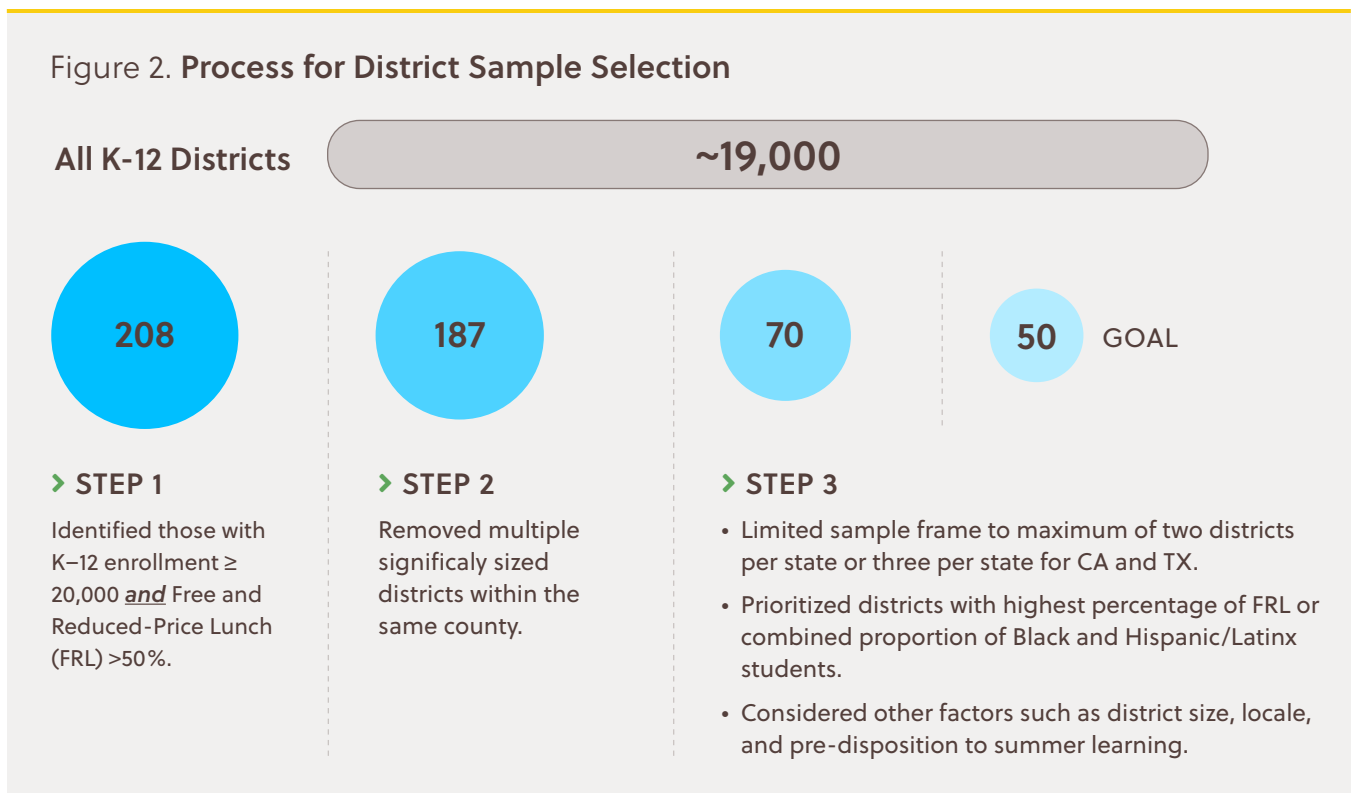 Figure 2. Process for District Sample Selection
All K-12 Districts
~19,000
208
187
70
50
GOAL
STEP 1
Identified those with
K–12 enrollment ≥
20,000 and Free and
Reduced-Price Lunch
(FRL) >50%.
STEP 2
Removed multiple
significaly sized
districts within the
same county.
STEP 3
• Limited sample frame to maximum of two districts
per state or three per state for CA and TX.
• Prioritized districts with highest percentage of FRL or
combined proportion of Black and Hispanic/Latinx
students.
• Considered other factors such as district size, locale,
and pre-disposition to summer learning.